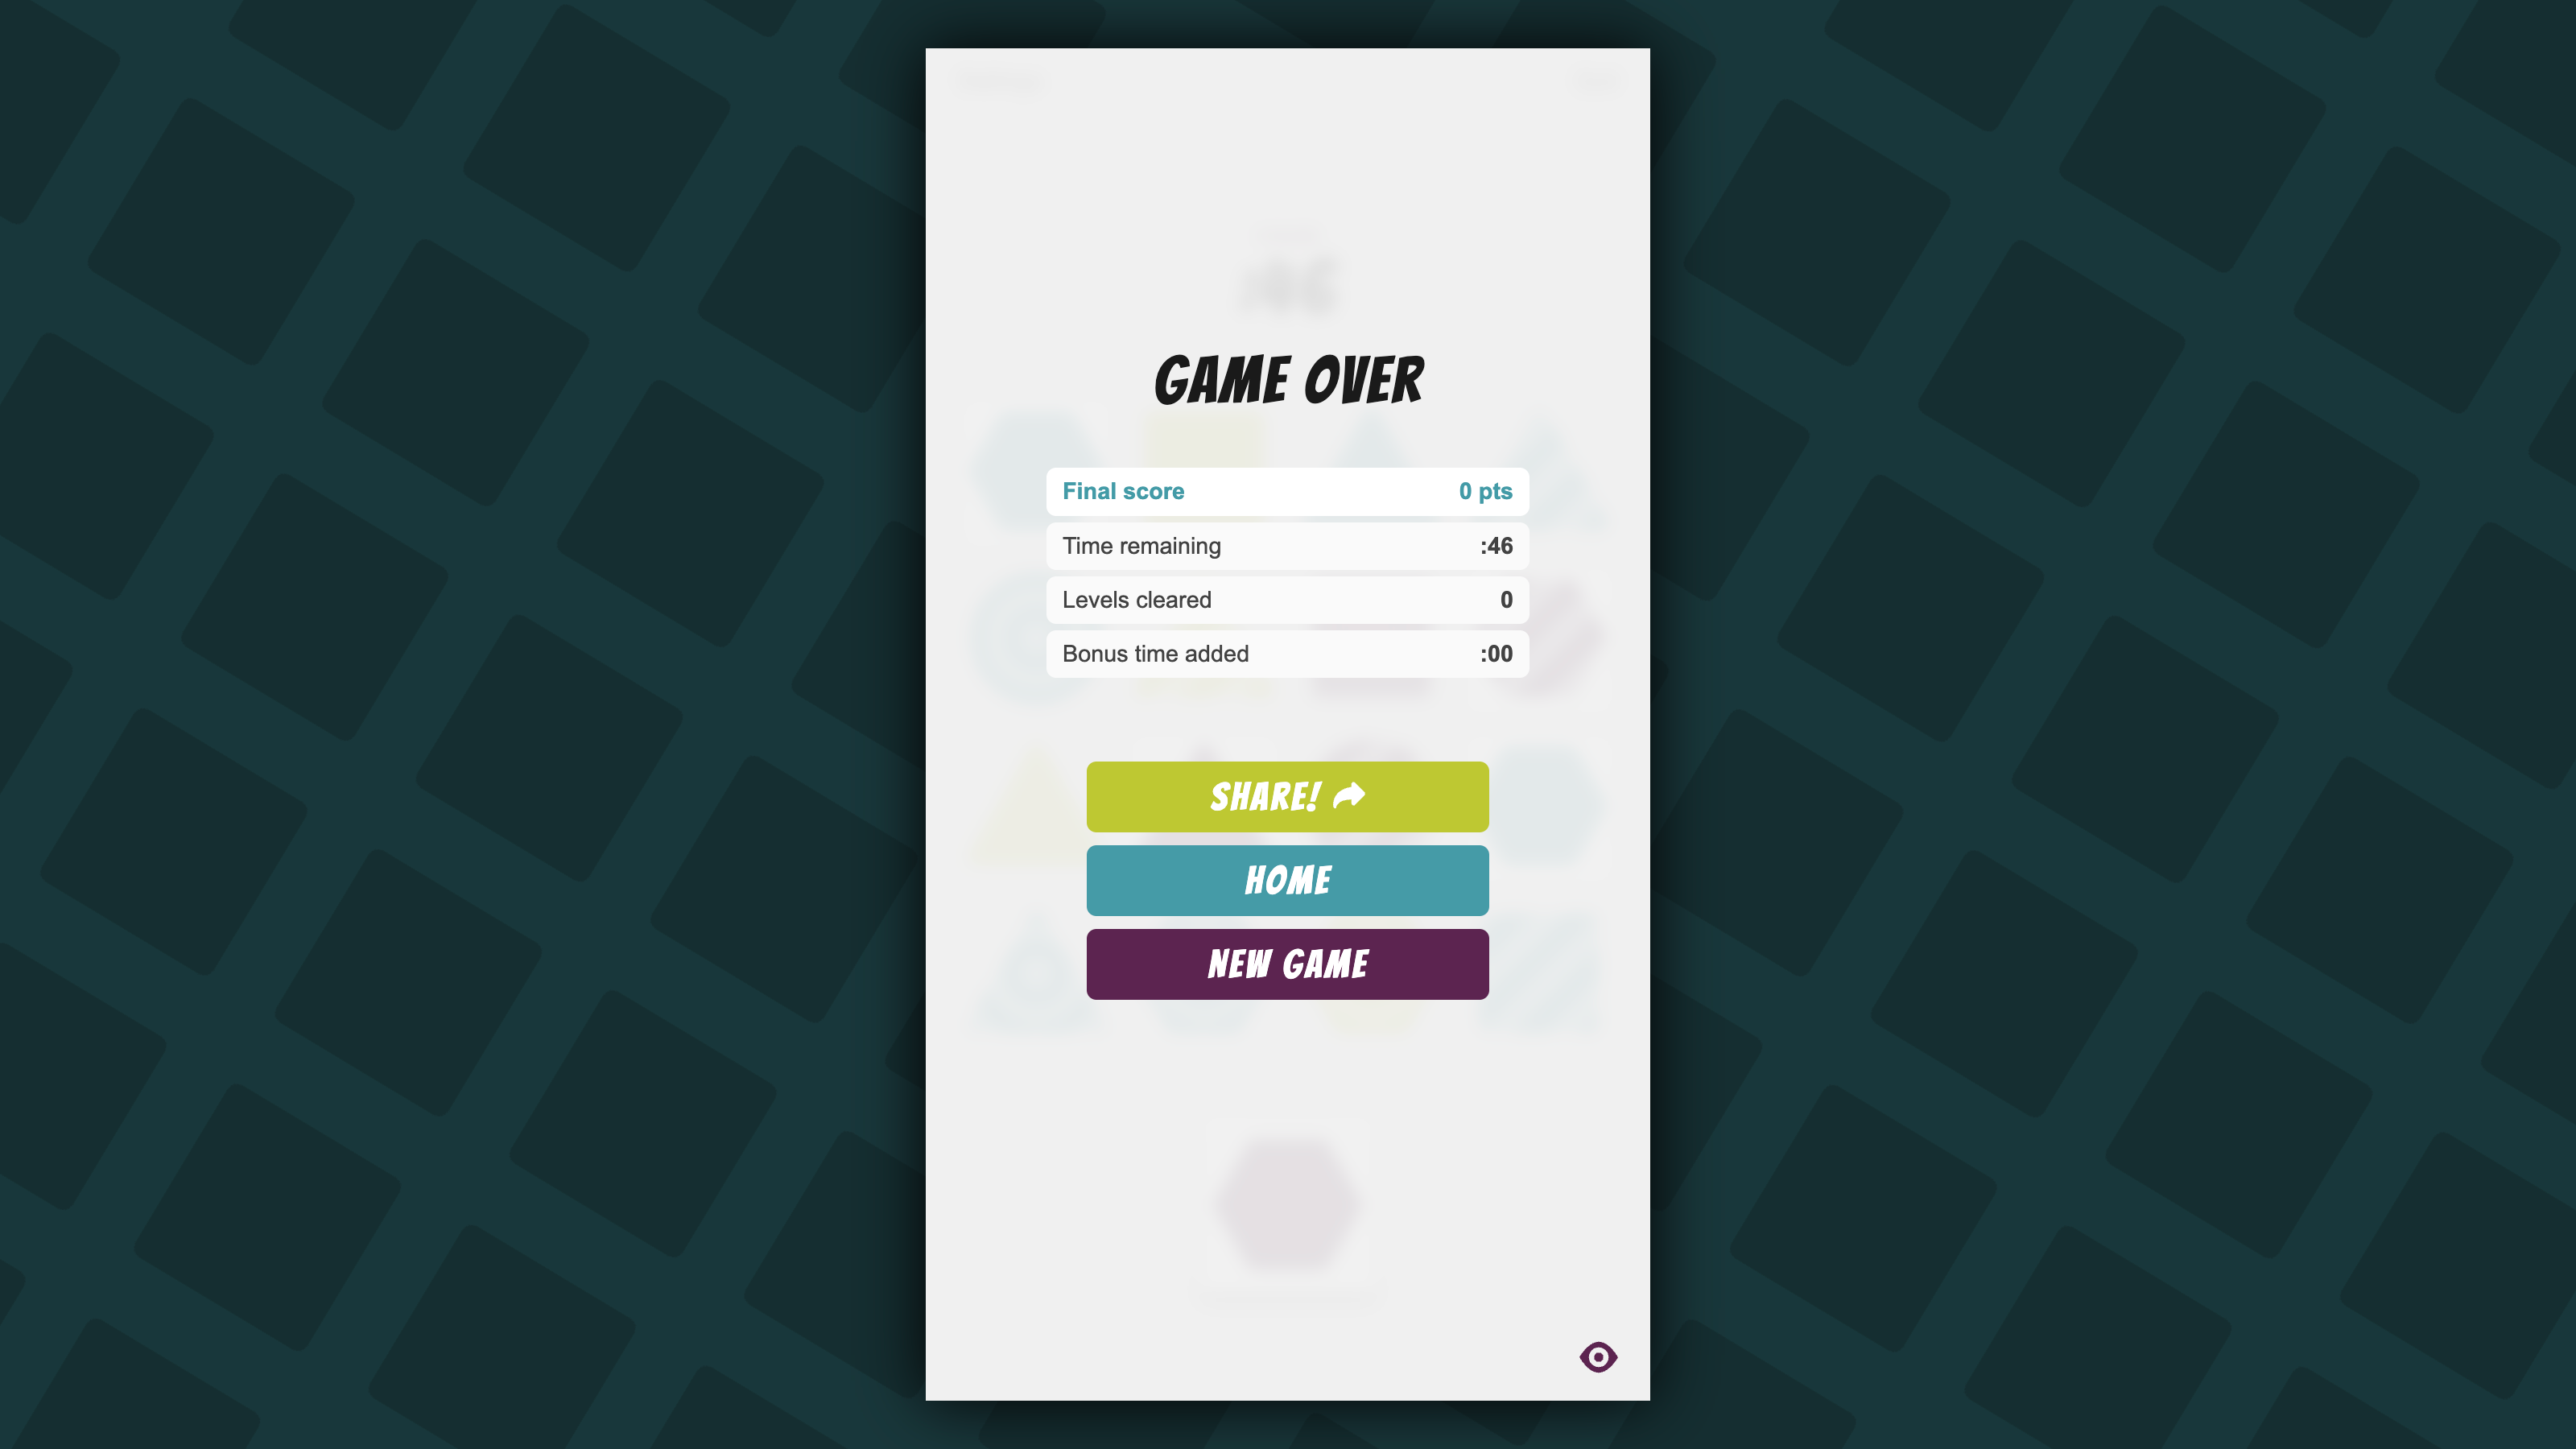 :46
GAME OVER
Final score 0 pts
Time remaining :46
Levels cleared 0
Bonus time added :00
SHARE!
HOME
NEW GAME